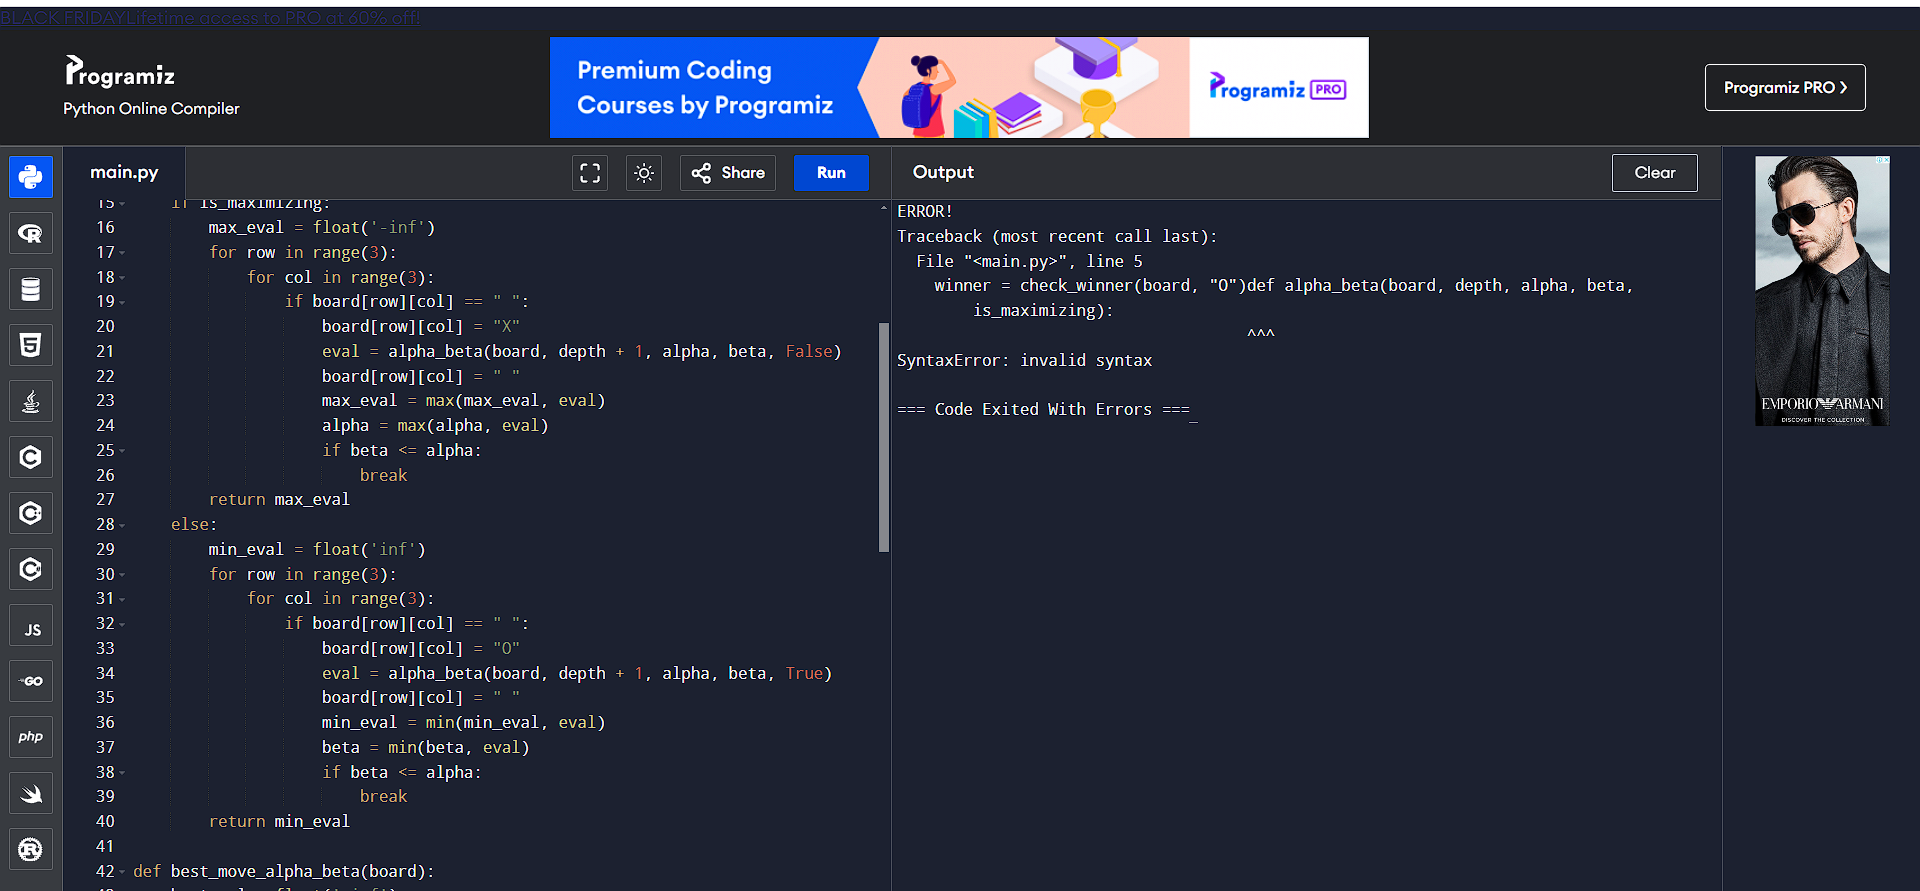 BLACK FRIDAYLifetime access to PRO at 60% off!
Programiz
Python Online Compiler
Premium Coding
Courses by Programiz
Programiz PRO
Programiz PRO
main.py
Share
Run
Output
Clear
15 if is_maximizing:
16 max_eval = float('-inf')
17 for row in range(3):
18 for col in range(3):
19 if board[row][col] == " ":
20 board[row][col] = "X"
21 eval = alpha_beta(board, depth + 1, alpha, beta, False)
22 board[row][col] = " "
23 max_eval = max(max_eval, eval)
24 alpha = max(alpha, eval)
25 if beta <= alpha:
26 break
27 return max_eval
28 else:
29 min_eval = float('inf')
30 for row in range(3):
31 for col in range(3):
32 if board[row][col] == " ":
33 board[row][col] = "O"
34 eval = alpha_beta(board, depth + 1, alpha, beta, True)
35 board[row][col] = " "
36 min_eval = min(min_eval, eval)
37 beta = min(beta, eval)
38 if beta <= alpha:
39 break
40 return min_eval
41
42 def best_move_alpha_beta(board):
ERROR!
Traceback (most recent call last):
File "<main.py>", line 5
winner = check_winner(board, "O")def alpha_beta(board, depth, alpha, beta,
is_maximizing):
^^^
SyntaxError: invalid syntax
=== Code Exited With Errors ===
R
5
C
C
C
JS
GO
php
R
EMPORIO ARMANI
DISCOVER THE COLLECTION